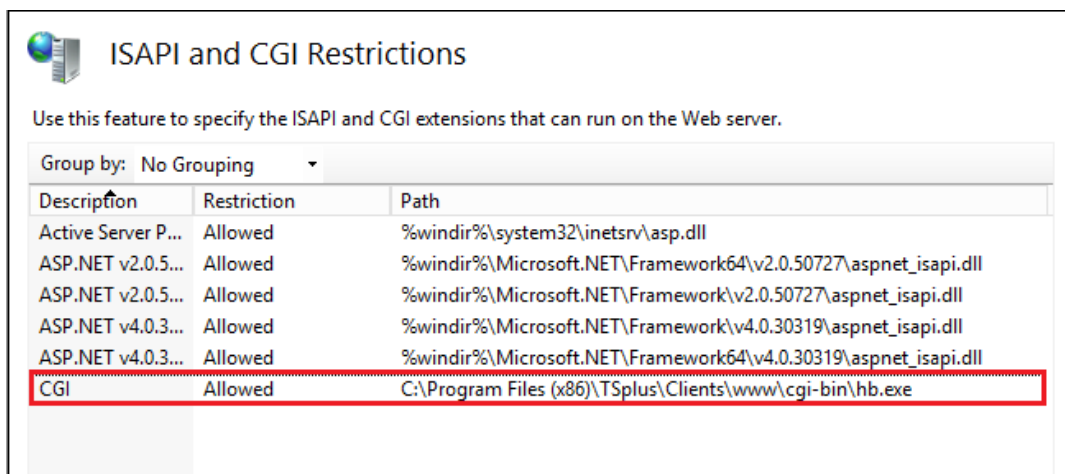 ISAPI and CGI Restrictions
Use this feature to specify the ISAPI and CGI extensions that can run on the Web server.
Group by: No Grouping
Description Restriction Path
Active Server P... Allowed %windir%\system32\inetsrv\asp.dll
ASP.NET v2.0.5... Allowed %windir%\Microsoft.NET\Framework64\v2.0.50727\aspnet_isapi.dll
ASP.NET v2.0.5... Allowed %windir%\Microsoft.NET\Framework\v2.0.50727\aspnet_isapi.dll
ASP.NET v4.0.3... Allowed %windir%\Microsoft.NET\Framework\v4.0.30319\aspnet_isapi.dll
ASP.NET v4.0.3... Allowed %windir%\Microsoft.NET\Framework64\v4.0.30319\aspnet_isapi.dll
CGI Allowed C:\Program Files (x86)\TSplus\Clients\www\cgi-bin\hb.exe